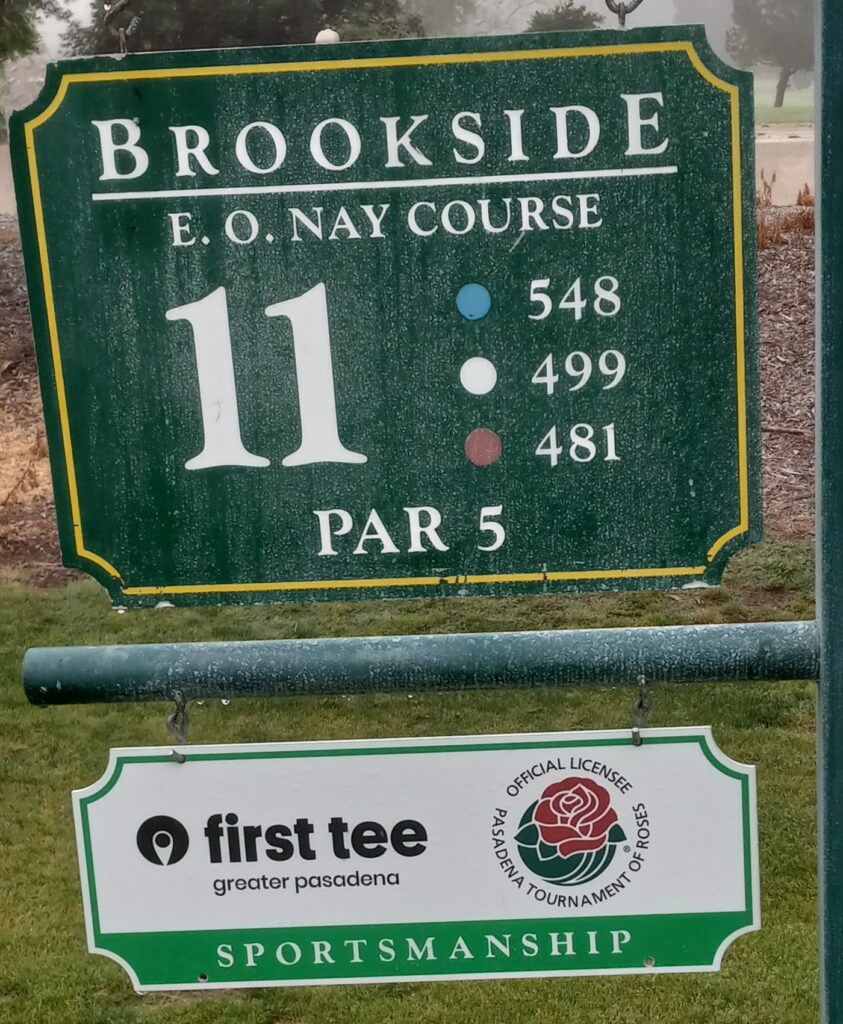 BROOKSIDE
E. O. NAY COURSE
11
548
499
481
PAR 5
first tee
greater pasadena
OFFICIAL LICENSEE
PASADENA TOURNAMENT OF ROSES
®
SPORTSMANSHIP